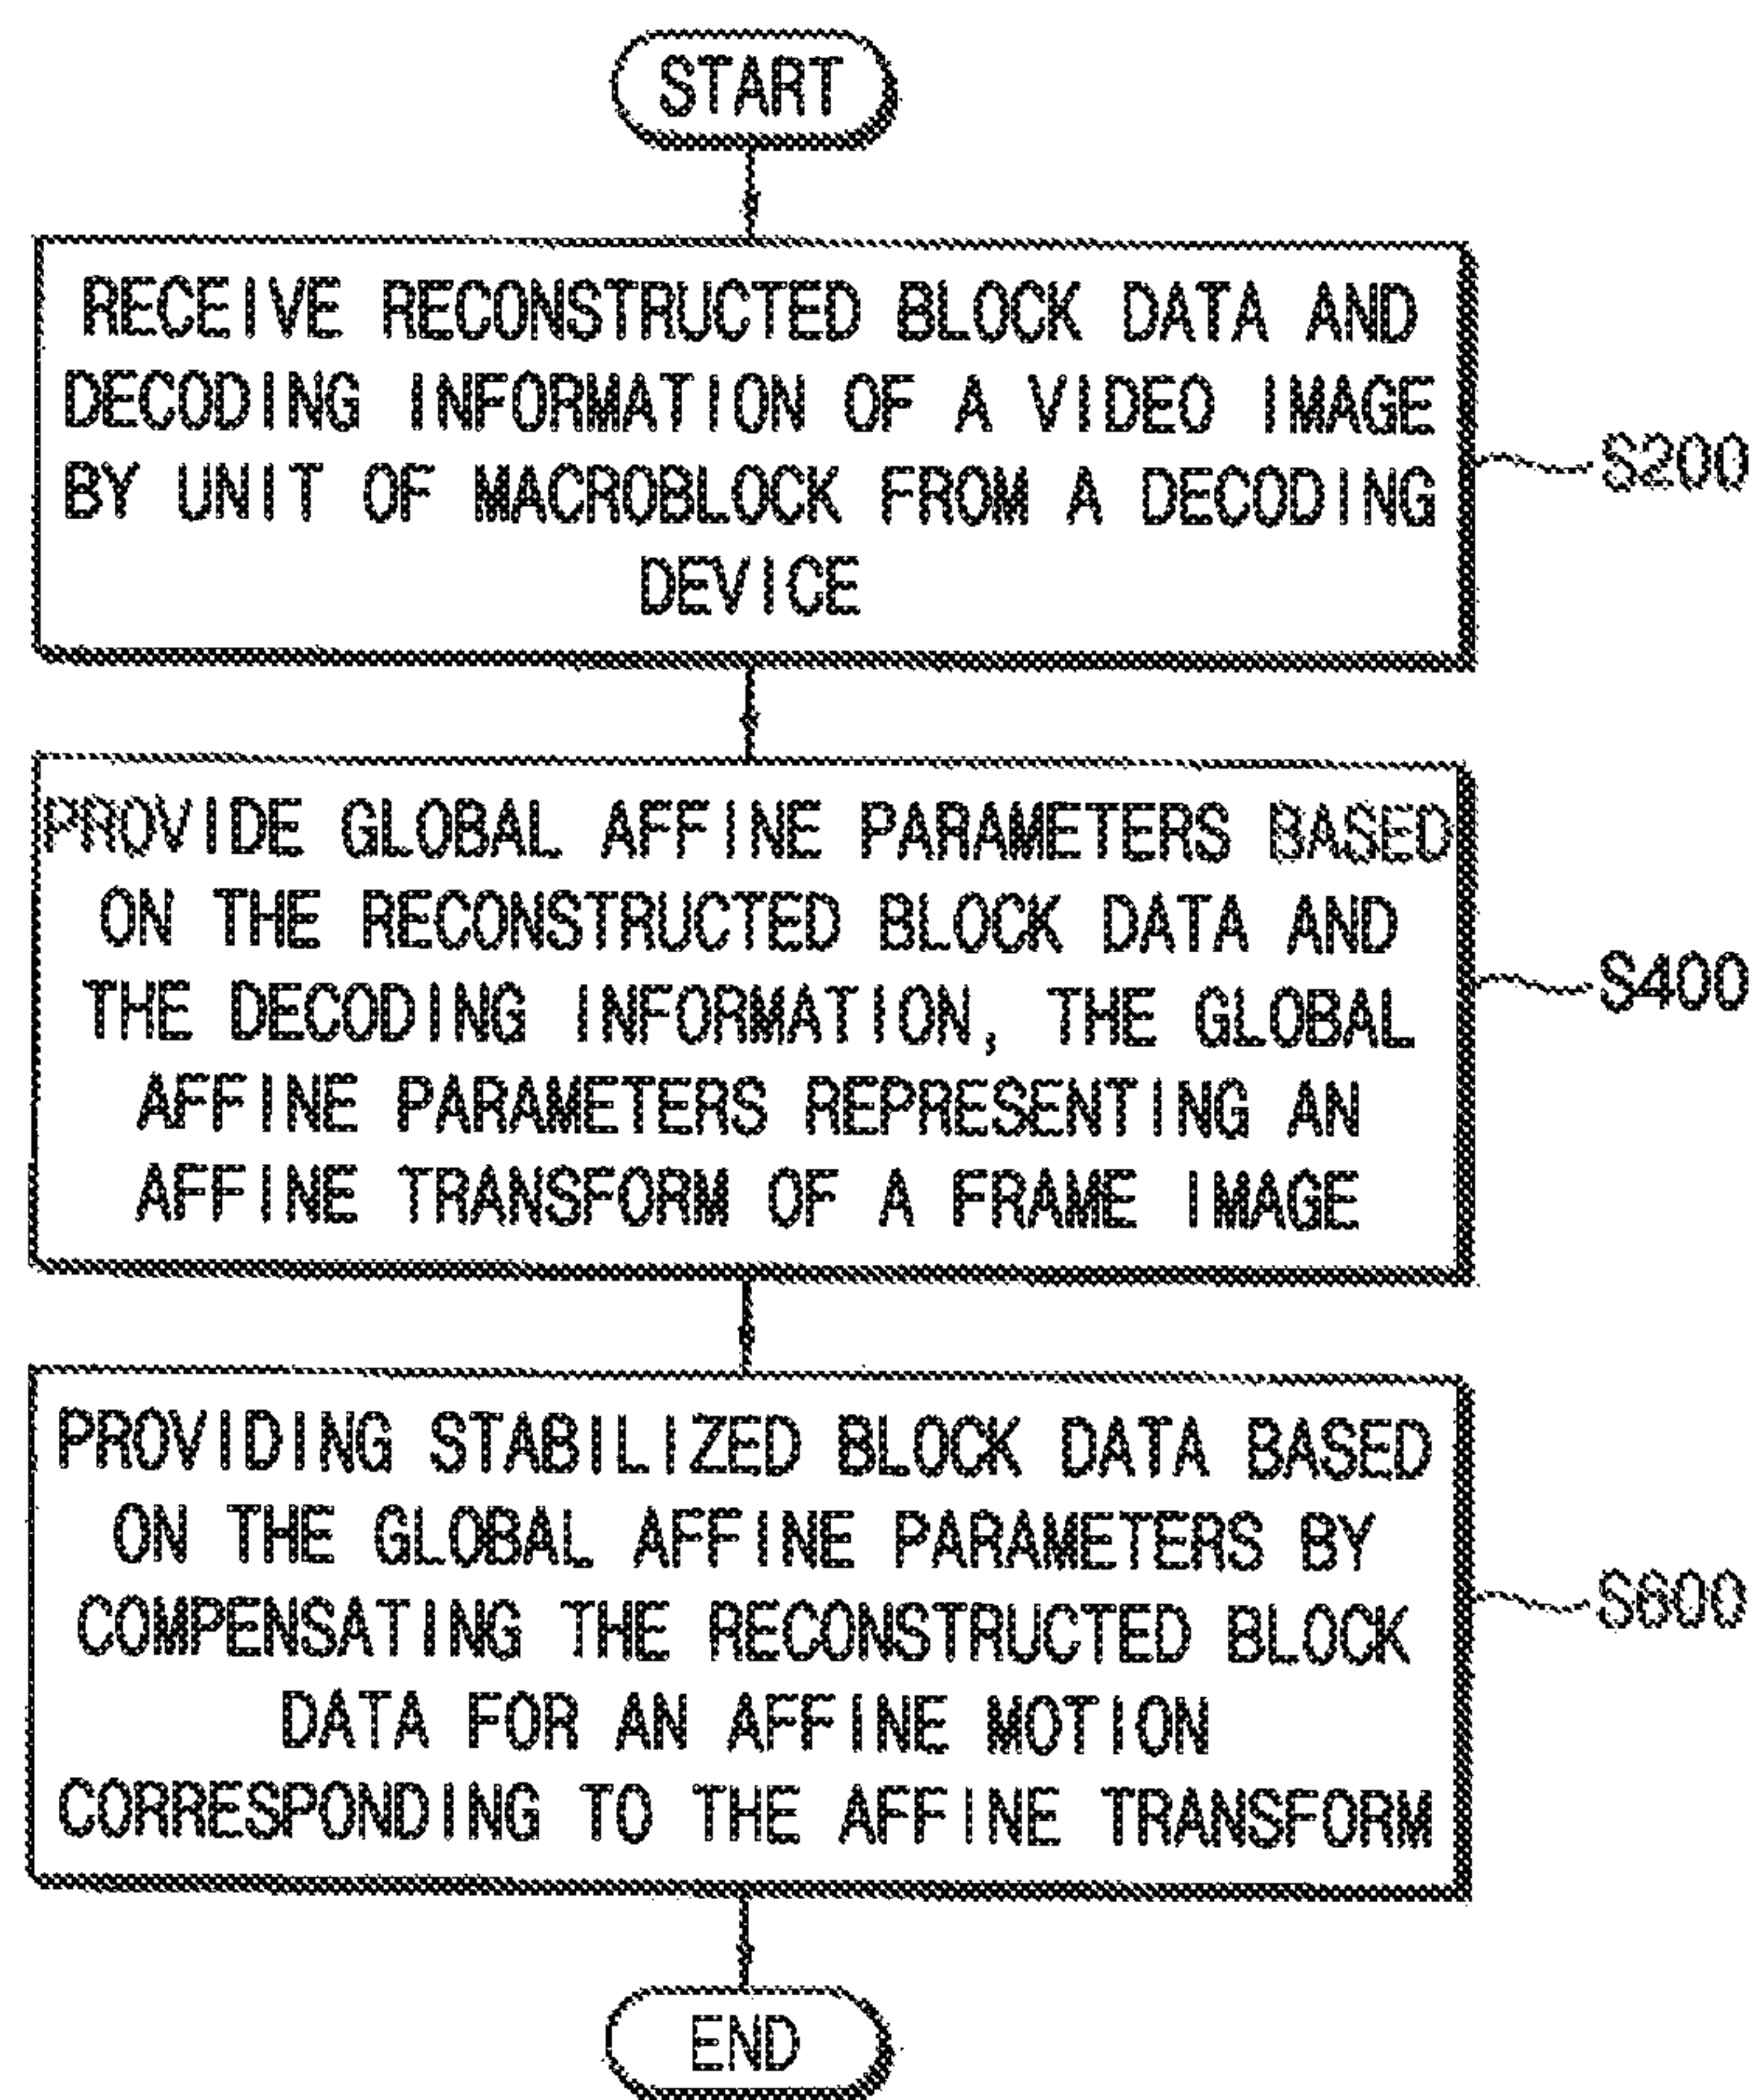 START
RECEIVE RECONSTRUCTED BLOCK DATA AND
DECODING INFORMATION OF A VIDEO IMAGE
BY UNIT OF MACROBLOCK FROM A DECODING
DEVICE
S200
PROVIDE GLOBAL AFFINE PARAMETERS BASED
ON THE RECONSTRUCTED BLOCK DATA AND
THE DECODING INFORMATION, THE GLOBAL
AFFINE PARAMETERS REPRESENTING AN
AFFINE TRANSFORM OF A FRAME IMAGE
S400
PROVIDING STABILIZED BLOCK DATA BASED
ON THE GLOBAL AFFINE PARAMETERS BY
COMPENSATING THE RECONSTRUCTED BLOCK
DATA FOR AN AFFINE MOTION
CORRESPONDING TO THE AFFINE TRANSFORM
S600
END